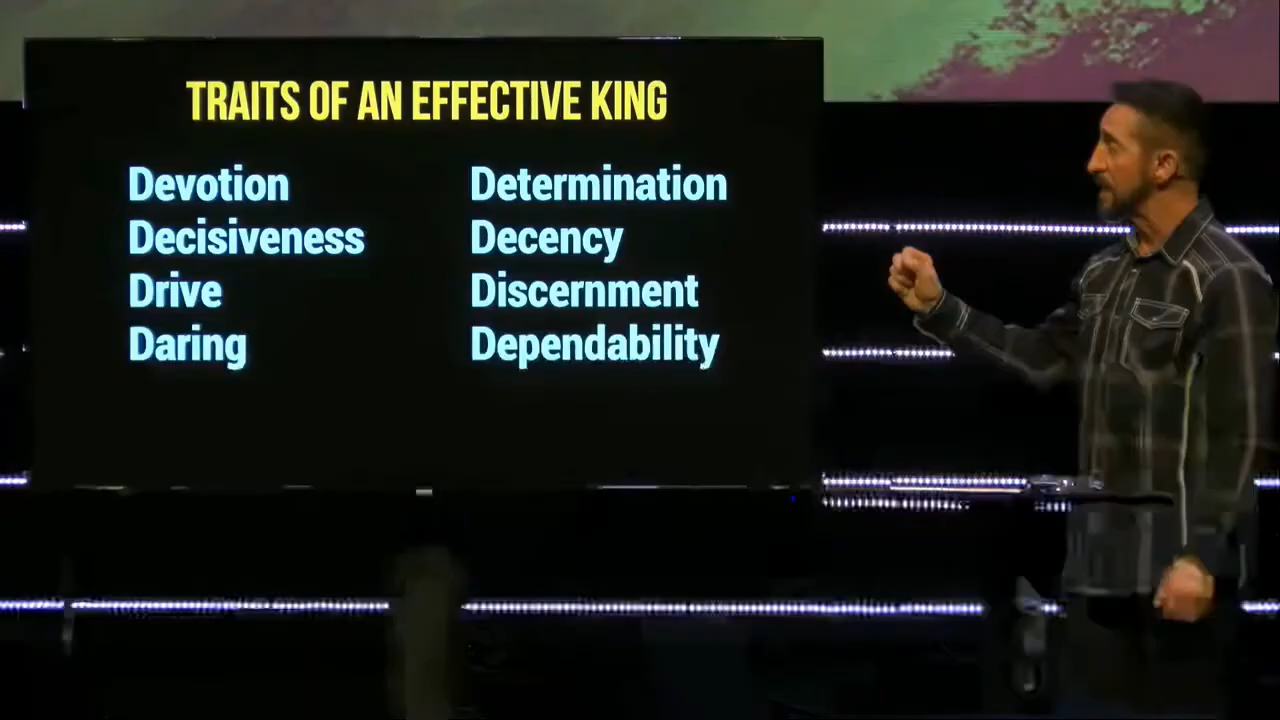 TRAITS OF AN EFFECTIVE KING
Devotion
Decisiveness
Drive
Daring
Determination
Decency
Discernment
Dependability